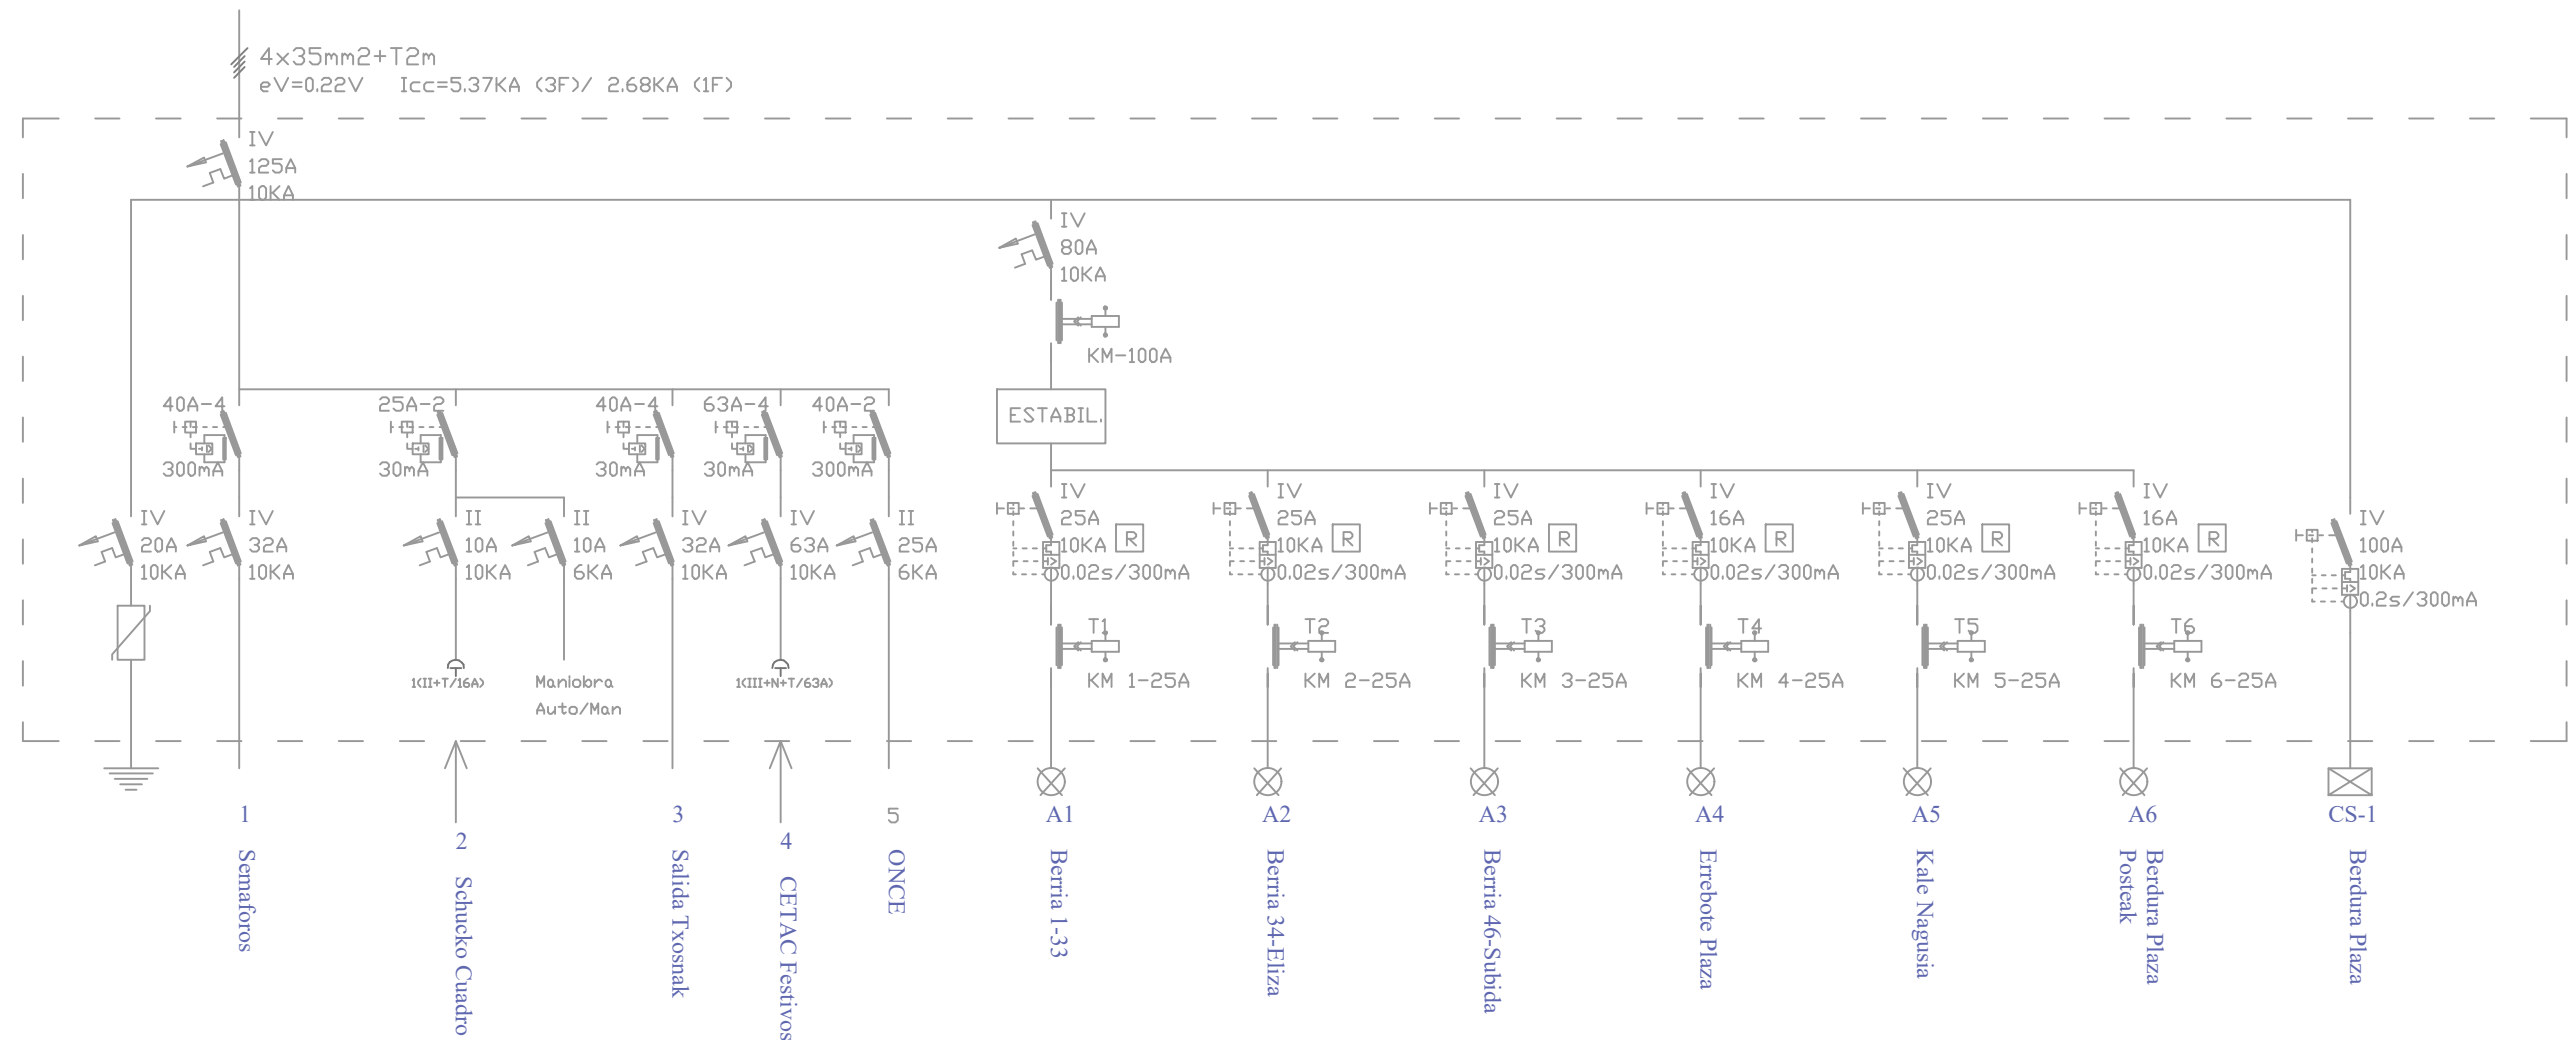 4x35mm2+T2m
eV=0.22V   Icc=5.37KA (3F)/ 2.68KA (1F)
IV
125A
10KA
IV
80A
10KA
KM-100A
ESTABIL.
40A-4
300mA
25A-2
30mA
40A-4
30mA
63A-4
30mA
40A-2
300mA
IV
20A
10KA
IV
32A
10KA
II
10A
10KA
II
10A
6KA
IV
32A
10KA
IV
63A
10KA
II
25A
6KA
IV
25A
10KA
R
0.02s/300mA
IV
25A
10KA
R
0.02s/300mA
IV
25A
10KA
R
0.02s/300mA
IV
16A
10KA
R
0.02s/300mA
IV
25A
10KA
R
0.02s/300mA
IV
16A
10KA
R
0.02s/300mA
IV
100A
10KA
0.2s/300mA
T1
KM 1-25A
T2
KM 2-25A
T3
KM 3-25A
T4
KM 4-25A
T5
KM 5-25A
T6
KM 6-25A
1(II+T/16A)
Maniobra
Auto/Man
1(III+N+T/63A)
1
Semaforos
2
Schucko Cuadro
3
Salida Txosnak
4
CETAC Festivos
5
ONCE
A1
Berria 1-33
A2
Berria 34-Eliza
A3
Berria 46-Subida
A4
Errebote Plaza
A5
Kale Nagusia
A6
Berdura Plaza
Posteak
CS-1
Berdura Plaza